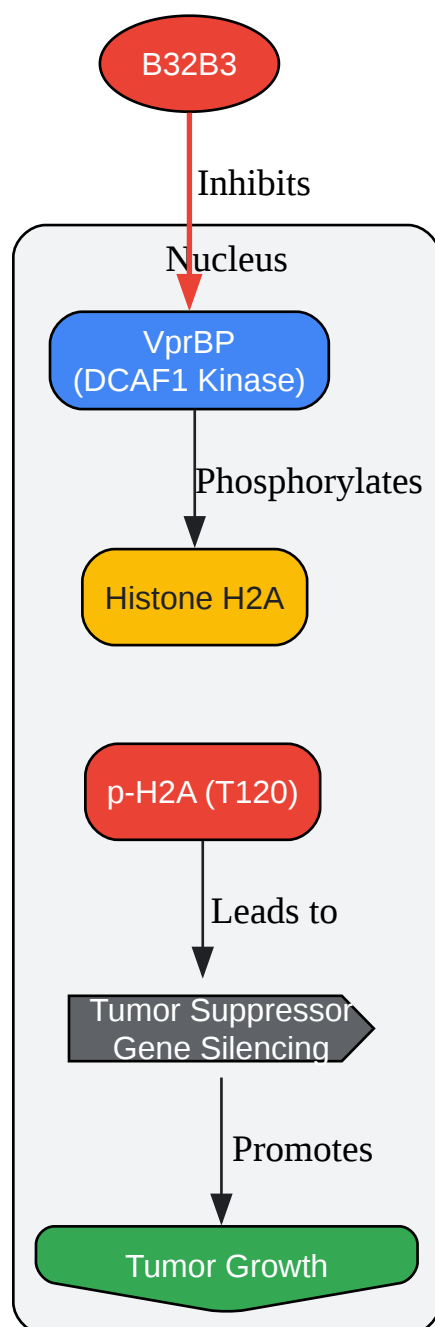 B32B3
Inhibits
Nucleus
VprBP
(DCAF1 Kinase)
Phosphorylates
Histone H2A
p-H2A (T120)
Leads to
Tumor Suppressor
Gene Silencing
Promotes
Tumor Growth